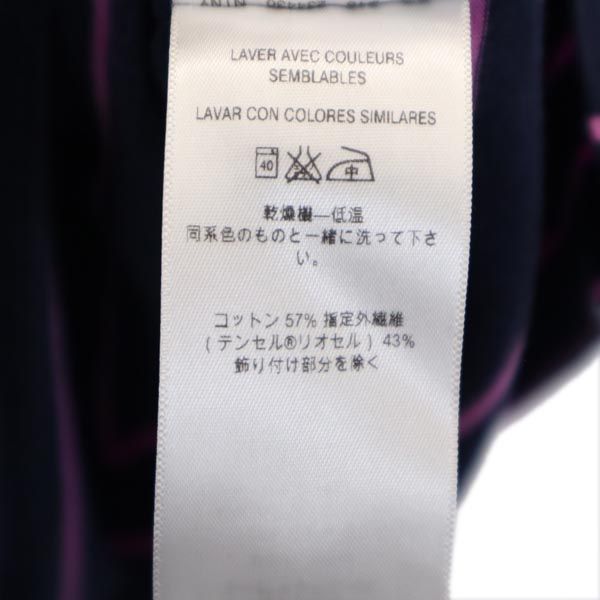 LAVER AVEC COULEURS
SEMBLABLES
LAVAR CON COLORES SIMILARES
40 中
乾燥機—低温
同系色のものと一緒に洗って下さ
い。
コットン 57% 指定外繊維
( テンセル®リオセル ) 43%
飾り付け部分を除く